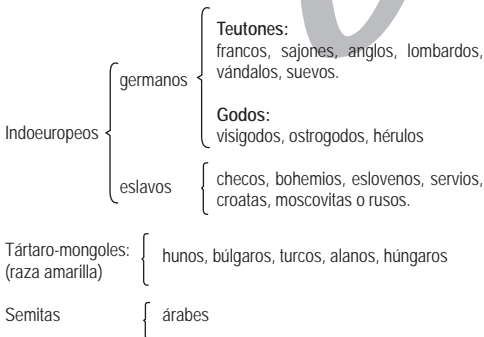 Teutones:
francos, sajones, anglos, lombardos,
vándalos, suevos.
germanos
Godos:
visigodos, ostrogodos, hérulos
Indoeuropeos
eslavos
checos, bohemios, eslovenos, servios,
croatas, moscovitas o rusos.
Tártaro-mongoles:
(raza amarilla)
hunos, búlgaros, turcos, alanos, húngaros
Semitas
árabes